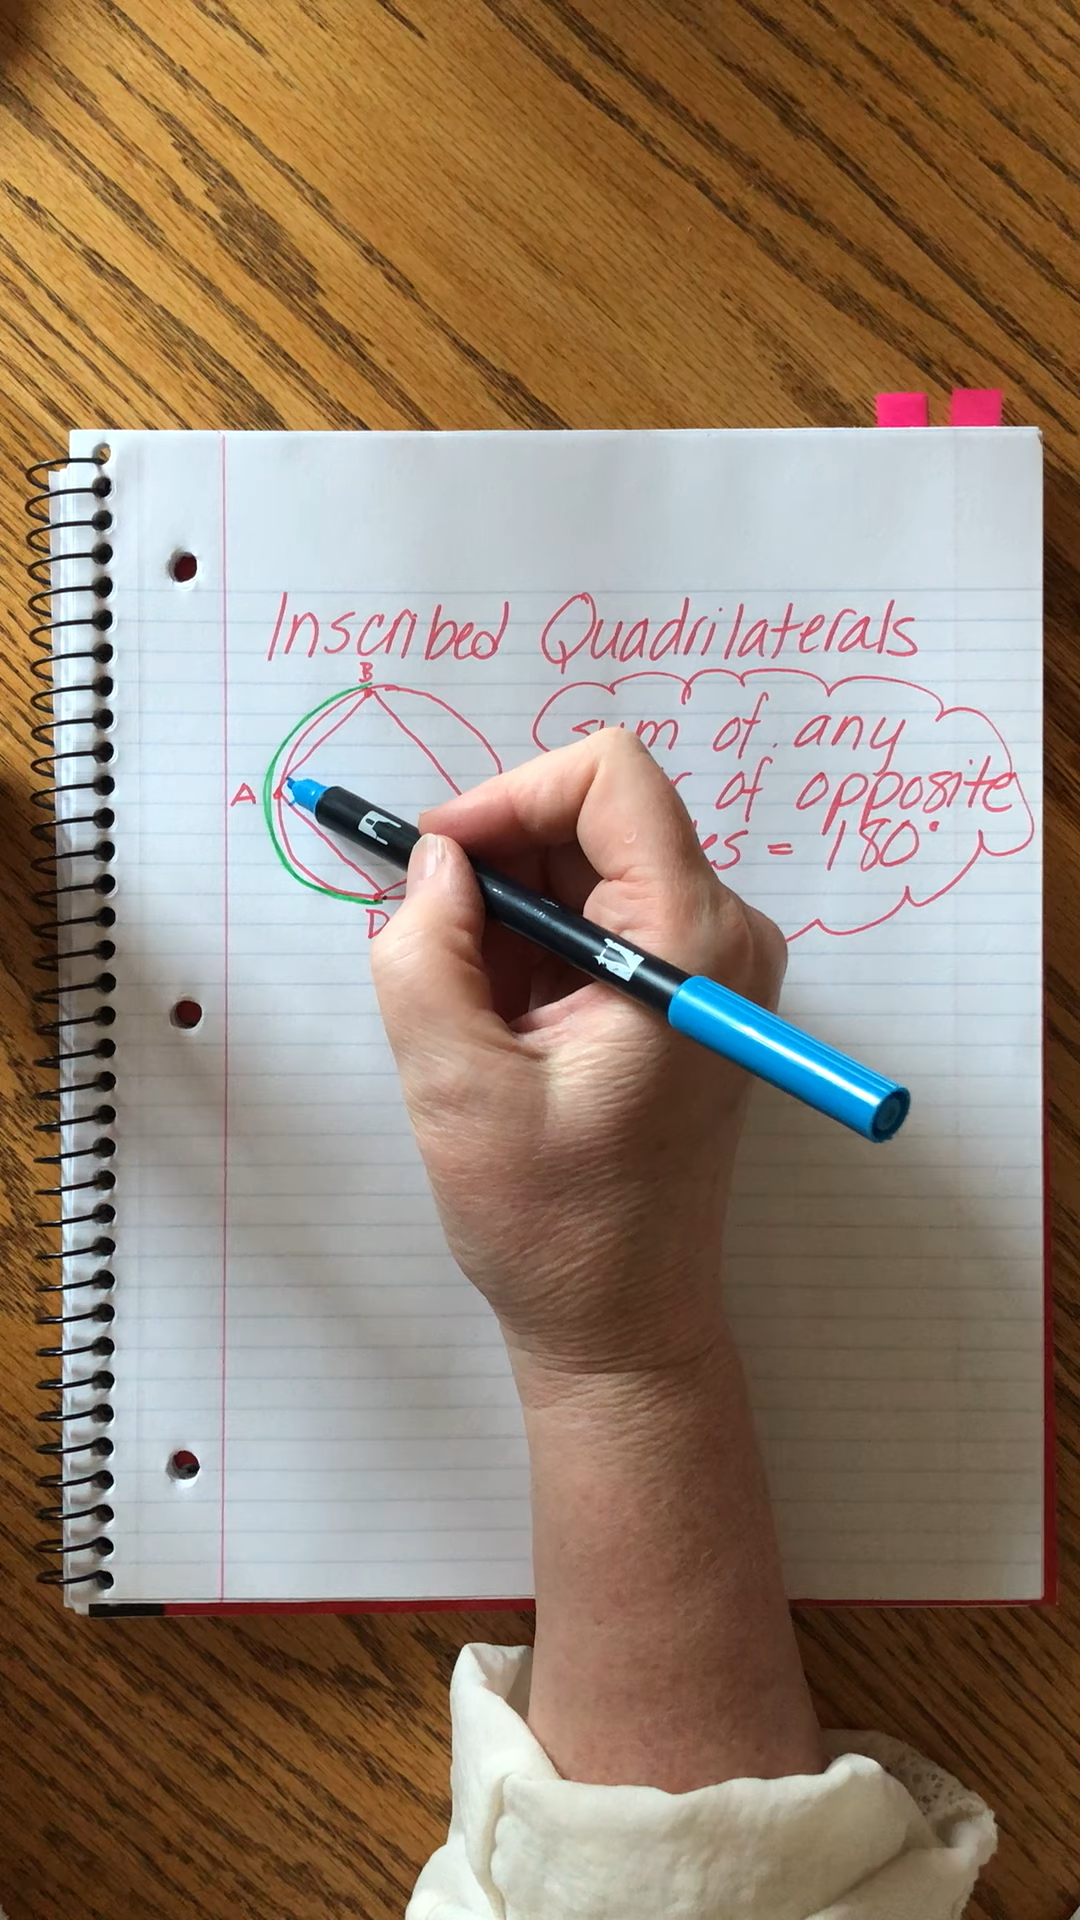 Inscribed Quadrilaterals
B
sum of any
of opposite
A
= 180°
D